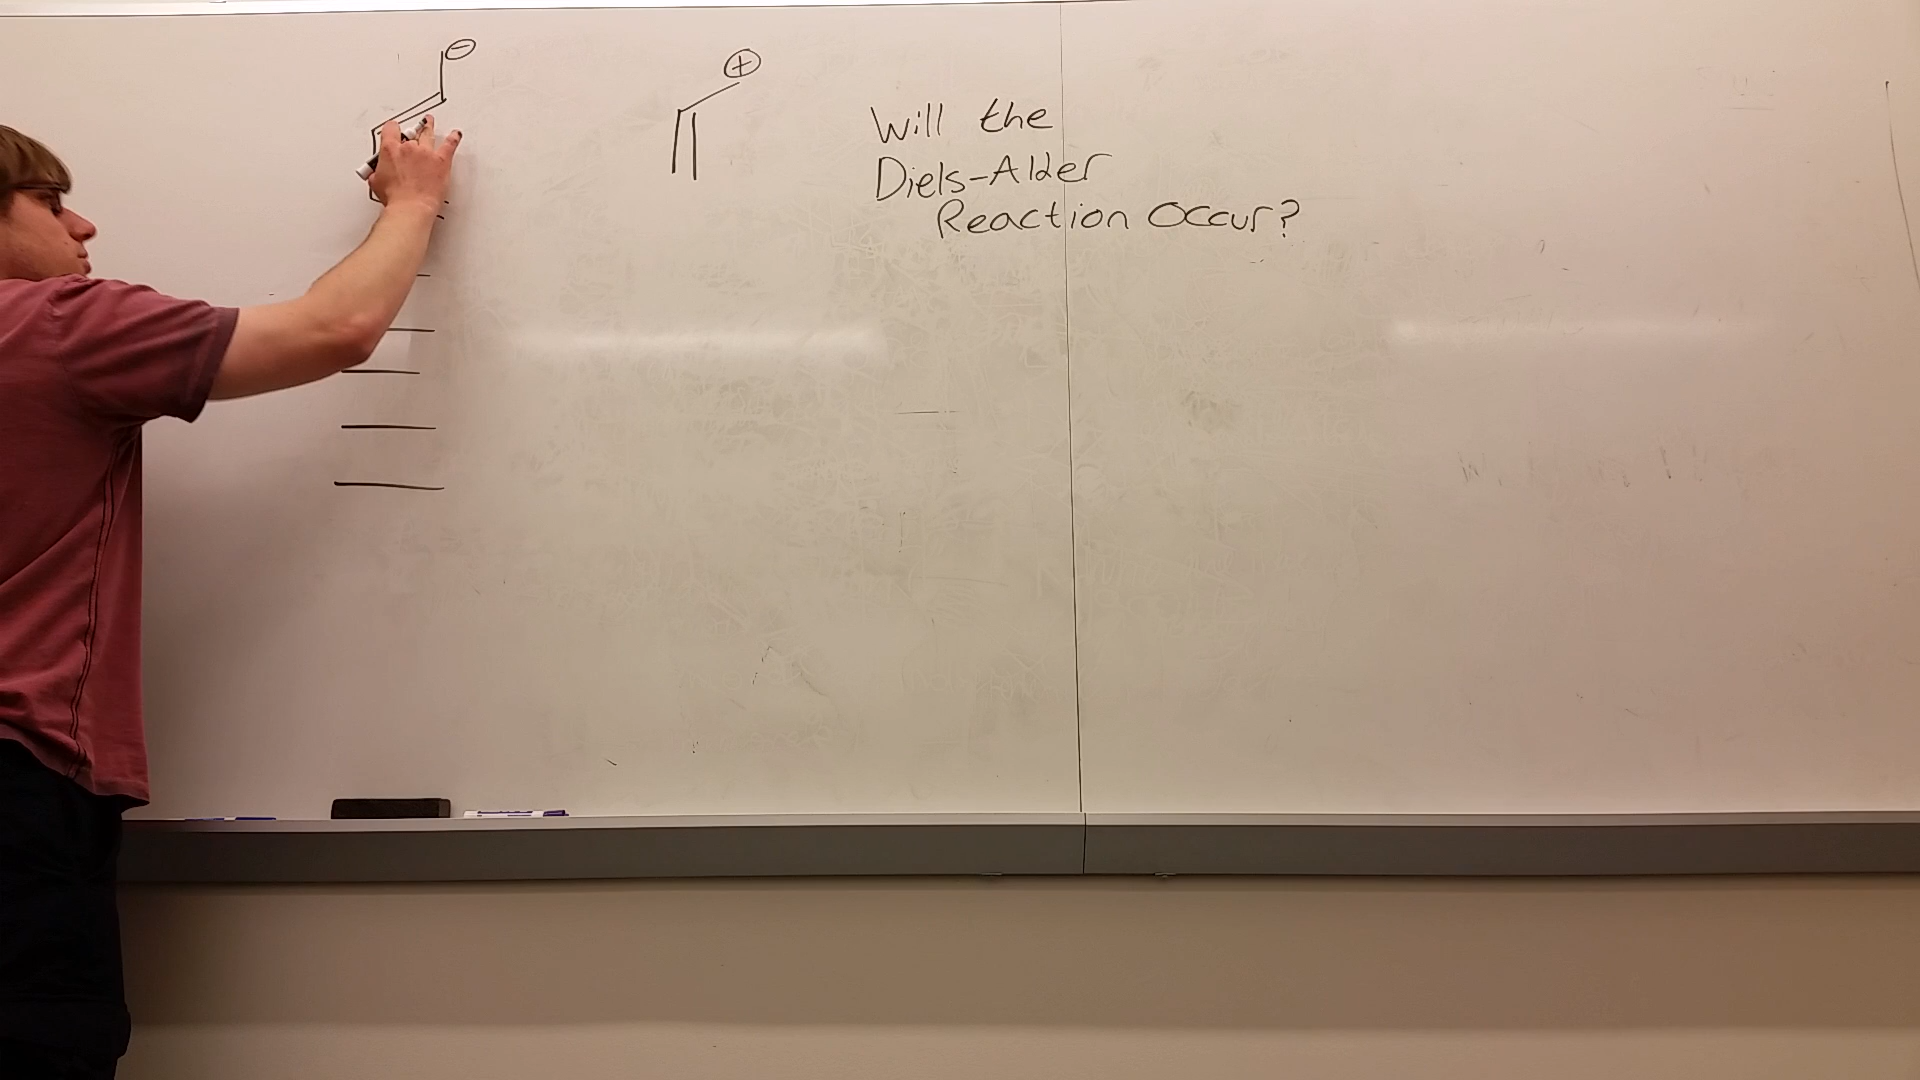 Will the
Diels-Alder
Reaction Occur?
⊖
⊕